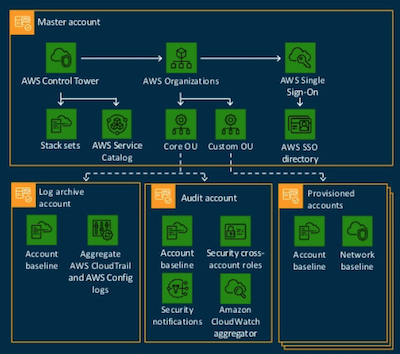 Master account
AWS Control Tower
AWS Organizations
AWS Single
Sign-On
Stack sets
AWS Service
Catalog
Core OU
Custom OU
AWS SSO
directory
Log archive
account
Account
baseline
Aggregate
AWS CloudTrail
and AWS Config
logs
Audit account
Account
baseline
Security cross-
account roles
Security
notifications
Amazon
CloudWatch
aggregator
Provisioned
accounts
Account
baseline
Network
baseline